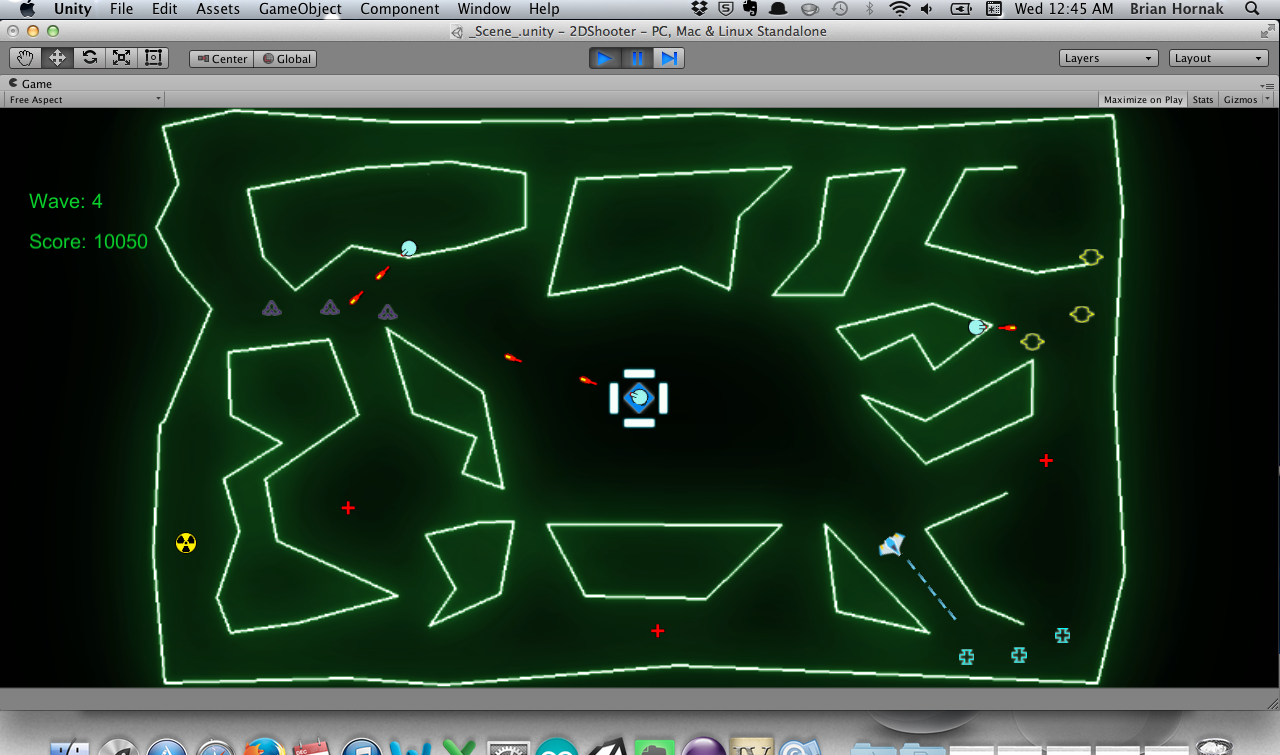 Unity File Edit Assets GameObject Component Window Help Wed 12:45 AM Brian Hornak
_Scene_.unity - 2DShooter - PC, Mac & Linux Standalone
Center Global Layers Layout
Game
Free Aspect Maximize on Play Stats Gizmos
Wave: 4
Score: 10050